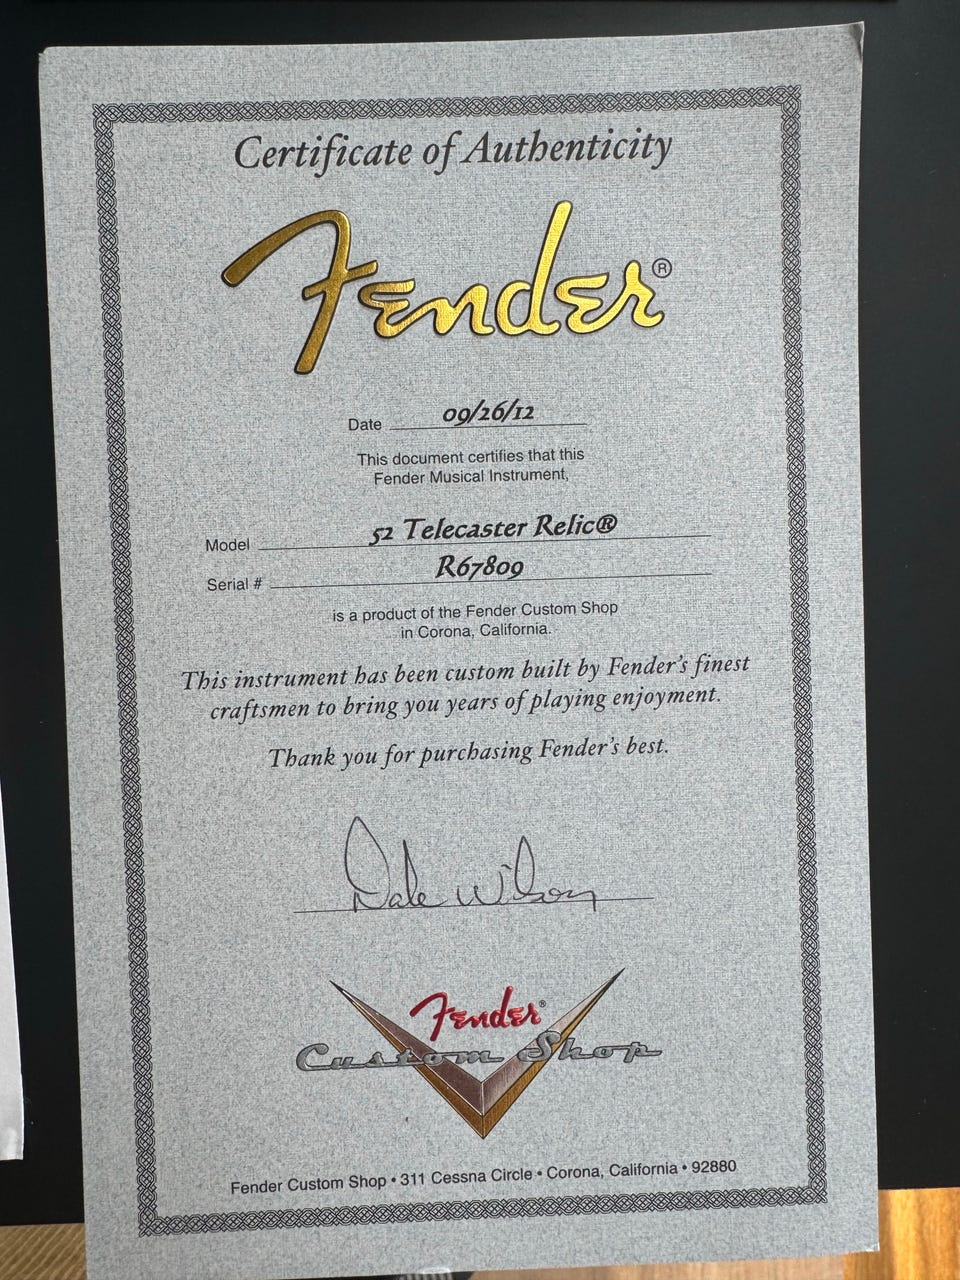 Certificate of Authenticity
Fender®
Date 09/26/12
This document certifies that this
Fender Musical Instrument,
Model 52 Telecaster Relic®
Serial # R67809
is a product of the Fender Custom Shop
in Corona, California.
This instrument has been custom built by Fender's finest
craftsmen to bring you years of playing enjoyment.
Thank you for purchasing Fender's best.
Dale Wilson
Fender®
Custom Shop
Fender Custom Shop • 311 Cessna Circle • Corona, California • 92880